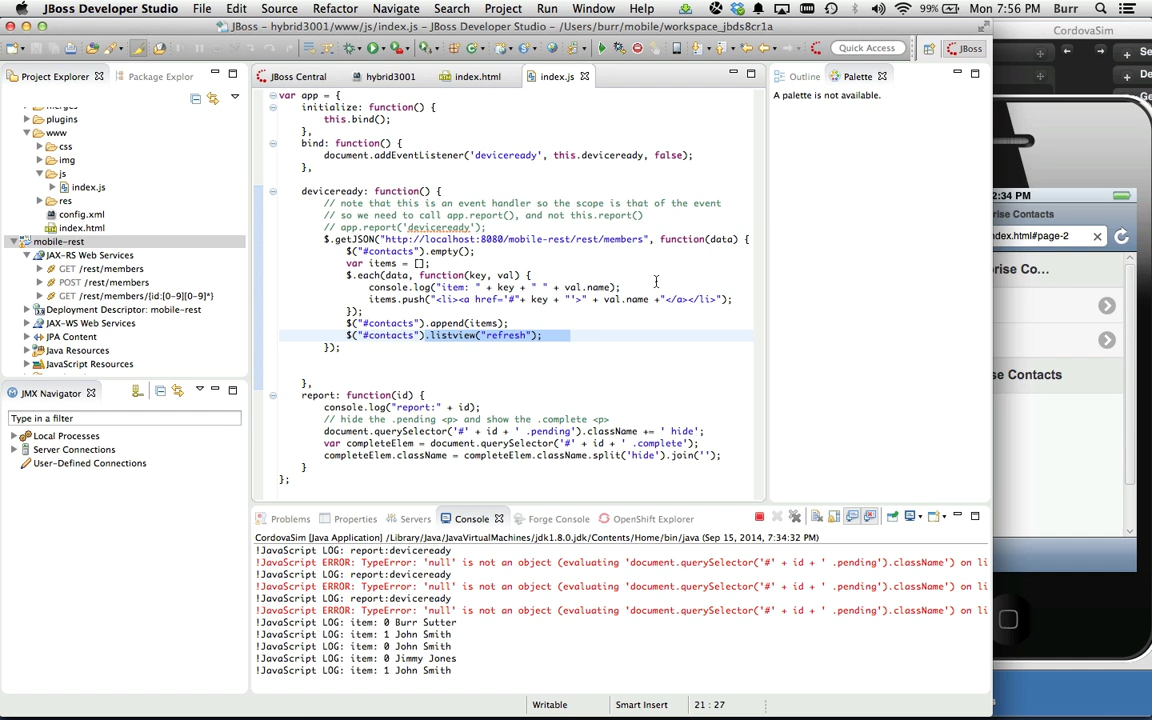 JBoss Developer Studio File Edit Source Refactor Navigate Search Project Run Window Help 99% Mon 7:56 PM Burr
JBoss - hybrid3001/www/js/index.js - JBoss Developer Studio - /Users/burr/mobile/workspace_jbds8cr1a
CordovaSim
Quick Access
JBoss
Project Explorer Package Explorer
JBoss Central hybrid3001 index.html index.js
Outline Palette
A palette is not available.
merges
plugins
www
css
img
js
index.js
res
config.xml
index.html
mobile-rest
JAX-RS Web Services
GET /rest/members
POST /rest/members
GET /rest/members/{id:[0-9][0-9]*}
Deployment Descriptor: mobile-rest
JAX-WS Web Services
JPA Content
Java Resources
JavaScript Resources
JMX Navigator
Type in a filter
Local Processes
Server Connections
User-Defined Connections
var app = {
initialize: function() {
this.bind();
},
bind: function() {
document.addEventListener('deviceready', this.deviceready, false);
},
deviceready: function() {
// note that this is an event handler so the scope is that of the event
// so we need to call app.report(), and not this.report()
// app.report('deviceready');
$.getJSON("http://localhost:8080/mobile-rest/rest/members", function(data) {
$("#contacts").empty();
var items = [];
$.each(data, function(key, val) {
console.log("item: " + key + " " + val.name);
items.push("<li><a href='#"+ key + "'>" + val.name +"</a></li>");
});
$("#contacts").append(items);
$("#contacts").listview("refresh");
});
},
report: function(id) {
console.log("report:" + id);
// hide the .pending <p> and show the .complete <p>
document.querySelector('#' + id + ' .pending').className += ' hide';
var completeElem = document.querySelector('#' + id + ' .complete');
completeElem.className = completeElem.className.split('hide').join('');
}
};
Problems Properties Servers Console Forge Console OpenShift Explorer
CordovaSim [Java Application] /Library/Java/JavaVirtualMachines/jdk1.8.0.jdk/Contents/Home/bin/java (Sep 15, 2014, 7:34:32 PM)
!JavaScript LOG: report:deviceready
!JavaScript ERROR: TypeError: 'null' is not an object (evaluating 'document.querySelector('#' + id + ' .pending').className') on li
!JavaScript LOG: report:deviceready
!JavaScript ERROR: TypeError: 'null' is not an object (evaluating 'document.querySelector('#' + id + ' .pending').className') on li
!JavaScript LOG: report:deviceready
!JavaScript ERROR: TypeError: 'null' is not an object (evaluating 'document.querySelector('#' + id + ' .pending').className') on li
!JavaScript LOG: item: 0 Burr Sutter
!JavaScript LOG: item: 1 John Smith
!JavaScript LOG: item: 0 John Smith
!JavaScript LOG: item: 0 Jimmy Jones
!JavaScript LOG: item: 1 John Smith
Writable Smart Insert 21 : 27
2:34 PM
rise Contacts
dex.html#page-2
rise Co...
se Contacts